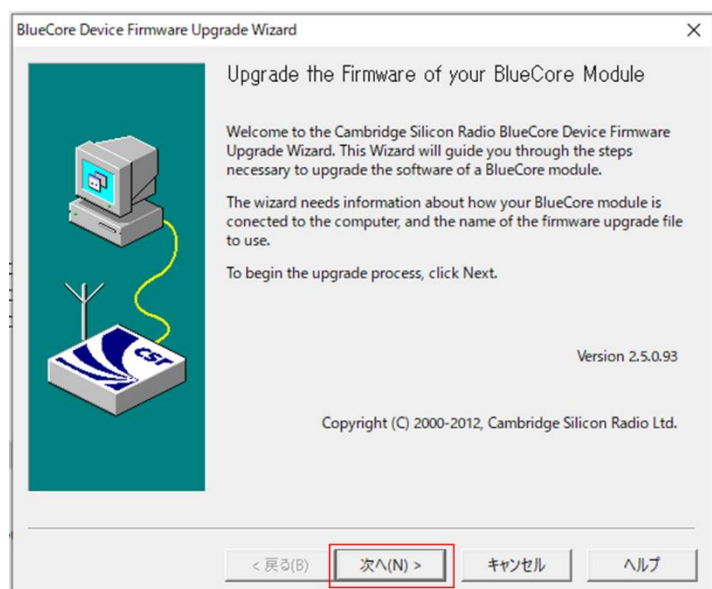 BlueCore Device Firmware Upgrade Wizard
Upgrade the Firmware of your BlueCore Module
Welcome to the Cambridge Silicon Radio BlueCore Device Firmware
Upgrade Wizard. This Wizard will guide you through the steps
necessary to upgrade the software of a BlueCore module.
The wizard needs information about how your BlueCore module is
conected to the computer, and the name of the firmware upgrade file
to use.
To begin the upgrade process, click Next.
CSR
Version 2.5.0.93
Copyright (C) 2000-2012, Cambridge Silicon Radio Ltd.
< 戻る(B) 次へ(N) > キャンセル ヘルプ